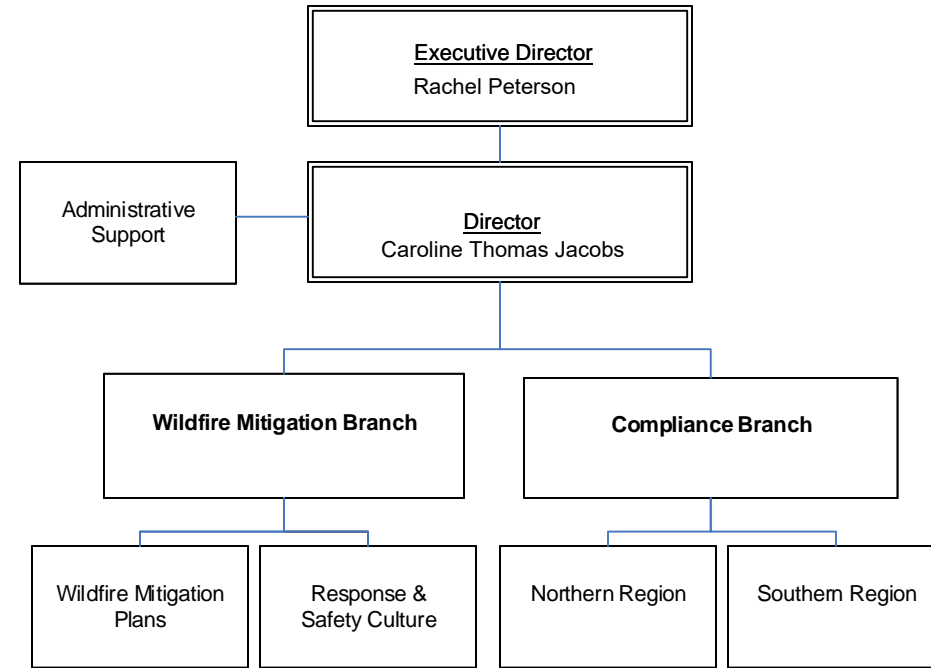 Executive Director
Rachel Peterson
Administrative
Support
Director
Caroline Thomas Jacobs
Wildfire Mitigation Branch
Compliance Branch
Wildfire Mitigation
Plans
Response &
Safety Culture
Northern Region
Southern Region